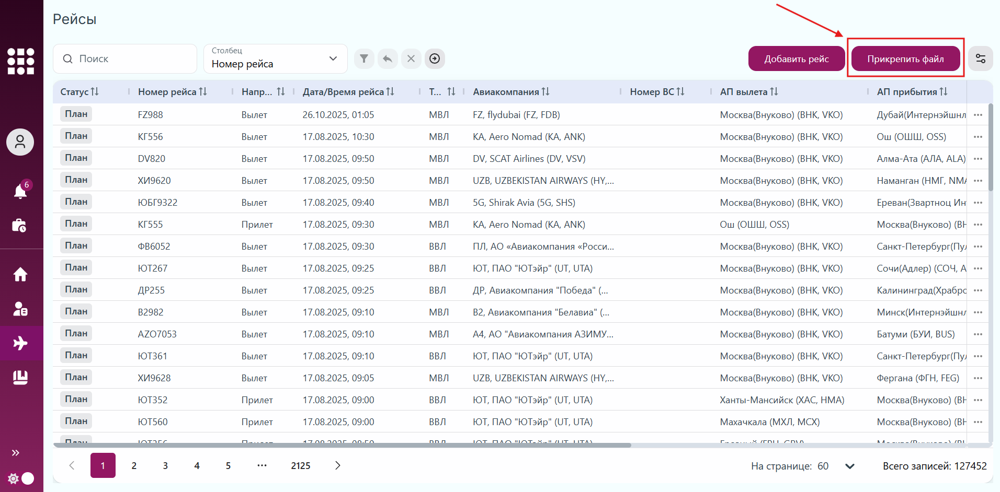 Рейсы
Поиск
Столбец
Номер рейса
Добавить рейс
Прикрепить файл
Статус Номер рейса Напр... Дата/Время рейса Т... Авиакомпания Номер ВС АП вылета АП прибытия
План FZ988 Вылет 26.10.2025, 01:05 МВЛ FZ, flydubai (FZ, FDB) Москва(Внуково) (ВНК, VKO) Дубай(Интернэйшнл
План КГ556 Вылет 17.08.2025, 10:30 МВЛ KA, Aero Nomad (KA, ANK) Москва(Внуково) (ВНК, VKO) Ош (ОШШ, OSS)
План DV820 Вылет 17.08.2025, 09:50 МВЛ DV, SCAT Airlines (DV, VSV) Москва(Внуково) (ВНК, VKO) Алма-Ата (АЛА, ALA)
План ХИ9620 Вылет 17.08.2025, 09:50 МВЛ UZB, UZBEKISTAN AIRWAYS (HY,... Москва(Внуково) (ВНК, VKO) Наманган (НМГ, NMA
План ЮБГ9322 Вылет 17.08.2025, 09:40 МВЛ 5G, Shirak Avia (5G, SHS) Москва(Внуково) (ВНК, VKO) Ереван(Звартноц Ин
План КГ555 Прилет 17.08.2025, 09:30 МВЛ KA, Aero Nomad (KA, ANK) Ош (ОШШ, OSS) Москва(Внуково) (ВН
План ФВ6052 Вылет 17.08.2025, 09:30 ВВЛ ПЛ, АО «Авиакомпания «Росси... Москва(Внуково) (ВНК, VKO) Санкт-Петербург(Пул
План ЮТ267 Вылет 17.08.2025, 09:25 ВВЛ ЮТ, ПАО "ЮТэйр" (UT, UTA) Москва(Внуково) (ВНК, VKO) Сочи(Адлер) (СОЧ, A
План ДР255 Вылет 17.08.2025, 09:25 ВВЛ ДР, Авиакомпания "Победа" (... Москва(Внуково) (ВНК, VKO) Калининград(Храбро
План B2982 Вылет 17.08.2025, 09:10 МВЛ B2, Авиакомпания "Белавиа" (... Москва(Внуково) (ВНК, VKO) Минск(Интернэйшнл
План AZO7053 Вылет 17.08.2025, 09:10 МВЛ А4, АО "Авиакомпания АЗИМУ... Москва(Внуково) (ВНК, VKO) Батуми (БУИ, BUS)
План ЮТ361 Вылет 17.08.2025, 09:10 ВВЛ ЮТ, ПАО "ЮТэйр" (UT, UTA) Москва(Внуково) (ВНК, VKO) Санкт-Петербург(Пул
План ХИ9628 Вылет 17.08.2025, 09:05 МВЛ UZB, UZBEKISTAN AIRWAYS (HY,... Москва(Внуково) (ВНК, VKO) Фергана (ФГН, FEG)
План ЮТ352 Прилет 17.08.2025, 09:00 ВВЛ ЮТ, ПАО "ЮТэйр" (UT, UTA) Ханты-Мансийск (ХАС, HMA) Москва(Внуково) (ВН
План ЮТ560 Прилет 17.08.2025, 09:00 ВВЛ ЮТ, ПАО "ЮТэйр" (UT, UTA) Махачкала (МХЛ, MCX) Москва(Внуково) (ВН
6
1 2 3 4 5 ... 2125
На странице: 60
Всего записей: 127452